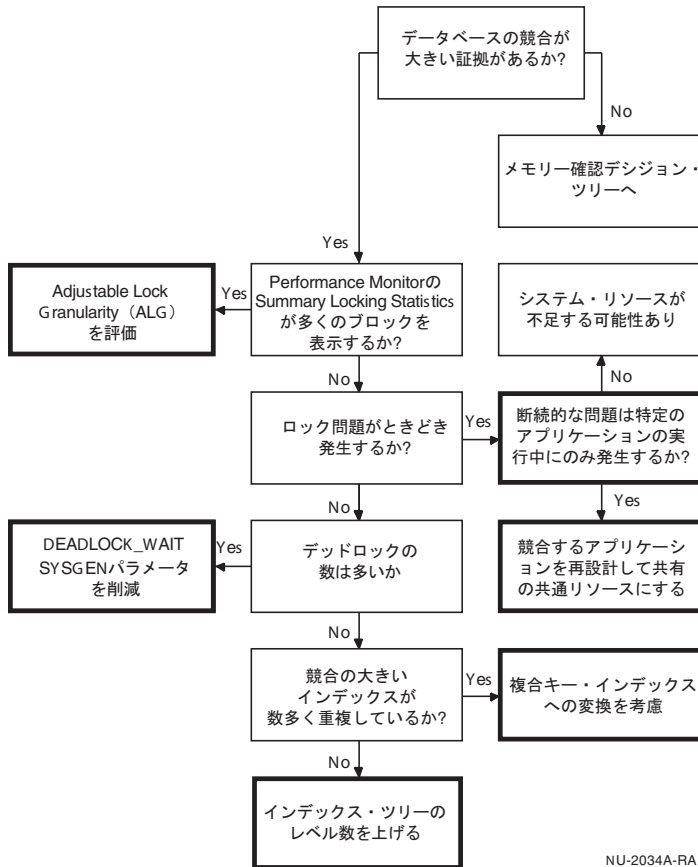 データベースの競合が
大きい証拠があるか?
No
メモリー確認デシジョン・
ツリーへ
Yes
Adjustable Lock
Granularity（ALG）
を評価
Yes
Performance Monitorの
Summary Locking Statistics
が多くのブロックを
表示するか?
システム・リソースが
不足する可能性あり
No
No
ロック問題がときどき
発生するか?
Yes
断続的な問題は特定の
アプリケーションの実
行中にのみ発生するか?
No
Yes
DEADLOCK_WAIT
SYSGENパラメータ
を削減
Yes
デッドロックの
数は多いか
競合するアプリケーシ
ョンを再設計して共有
の共通リソースにする
No
競合の大きい
インデックスが
数多く重複しているか?
Yes
複合キー・インデックス
への変換を考慮
No
インデックス・ツリーの
レベル数を上げる
NU-2034A-RA